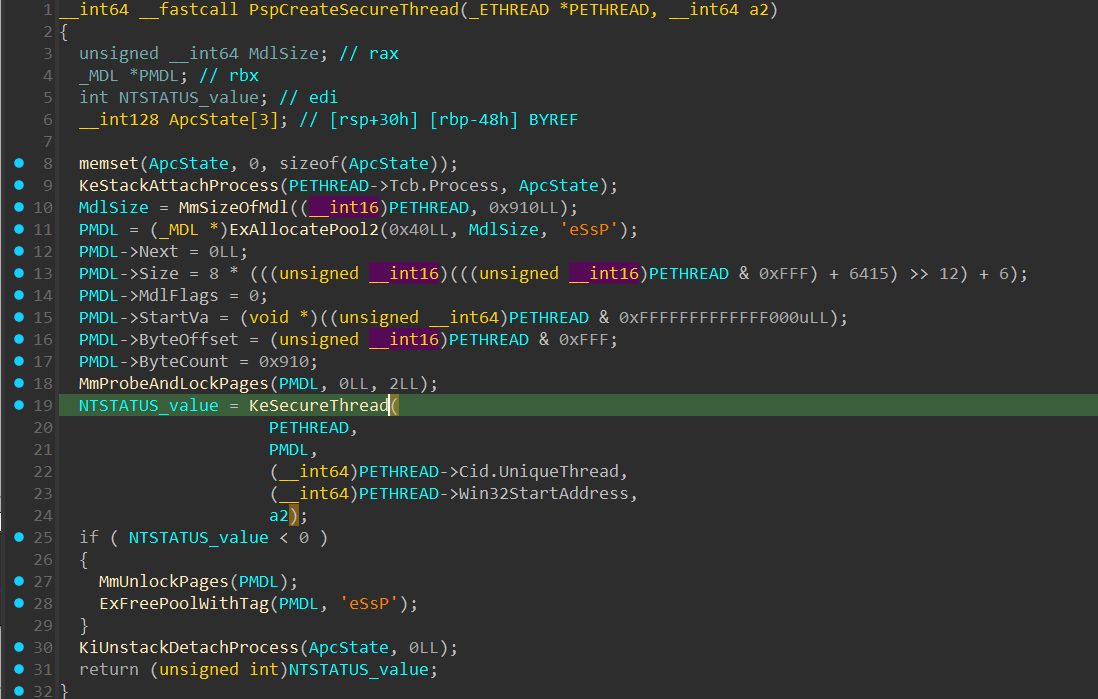 1 __int64 __fastcall PspCreateSecureThread(_ETHREAD *PETHREAD, __int64 a2)
2 {
3   unsigned __int64 MdlSize; // rax
4   _MDL *PMDL; // rbx
5   int NTSTATUS_value; // edi
6   __int128 ApcState[3]; // [rsp+30h] [rbp-48h] BYREF
7
8   memset(ApcState, 0, sizeof(ApcState));
9   KeStackAttachProcess(PETHREAD->Tcb.Process, ApcState);
10   MdlSize = MmSizeOfMdl((__int16)PETHREAD, 0x910LL);
11   PMDL = (_MDL *)ExAllocatePool2(0x40LL, MdlSize, 'eSsP');
12   PMDL->Next = 0LL;
13   PMDL->Size = 8 * (((unsigned __int16)(((unsigned __int16)PETHREAD & 0xFFF) + 6415) >> 12) + 6);
14   PMDL->MdlFlags = 0;
15   PMDL->StartVa = (void *)((unsigned __int64)PETHREAD & 0xFFFFFFFFFFFFF000uLL);
16   PMDL->ByteOffset = (unsigned __int16)PETHREAD & 0xFFF;
17   PMDL->ByteCount = 0x910;
18   MmProbeAndLockPages(PMDL, 0LL, 2LL);
19   NTSTATUS_value = KeSecureThread(
20                      PETHREAD,
21                      PMDL,
22                      (__int64)PETHREAD->Cid.UniqueThread,
23                      (__int64)PETHREAD->Win32StartAddress,
24                      a2);
25   if ( NTSTATUS_value < 0 )
26   {
27     MmUnlockPages(PMDL);
28     ExFreePoolWithTag(PMDL, 'eSsP');
29   }
30   KiUnstackDetachProcess(ApcState, 0LL);
31   return (unsigned int)NTSTATUS_value;
32 }